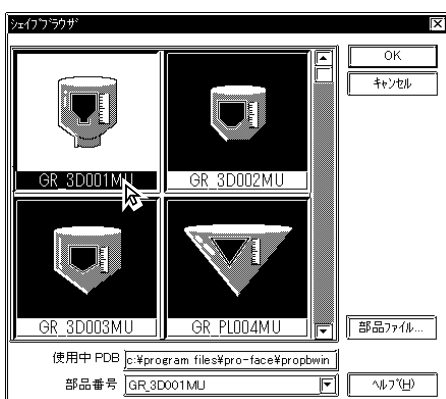 ｼｪｲﾌﾟﾌﾞﾗｳｻﾞ
OK
ｷｬﾝｾﾙ
GR_3D001MU
GR_3D002MU
GR_3D003MU
GR_PL004MU
部品ﾌｧｲﾙ...
使用中 PDB
c:¥program files¥pro-face¥propbwin
部品番号
GR_3D001MU
ﾍﾙﾌﾟ(H)